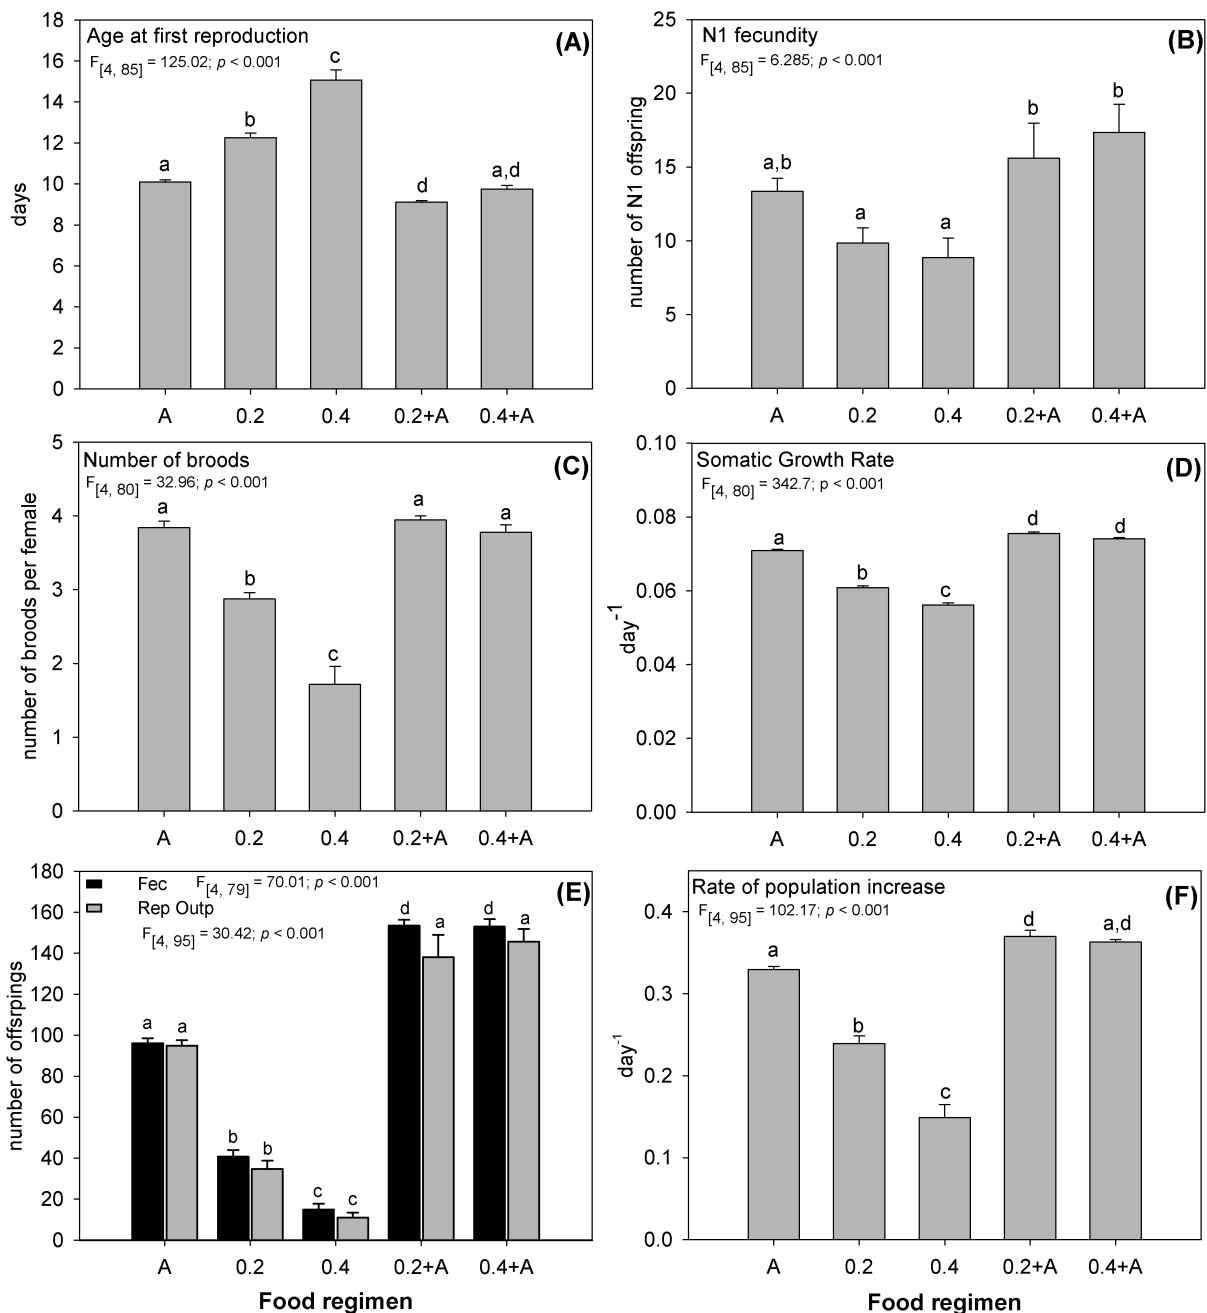 Age at first reproduction
(A)
F[4, 85] = 125.02; p < 0.001
days
18
16
14
12
10
8
6
4
2
0
a
b
c
d
a,d
A
0.2
0.4
0.2+A
0.4+A
N1 fecundity
(B)
F[4, 85] = 6.285; p < 0.001
number of N1 offspring
25
20
15
10
5
0
a,b
a
a
b
b
A
0.2
0.4
0.2+A
0.4+A
Number of broods
(C)
F[4, 80] = 32.96; p < 0.001
number of broods per female
5
4
3
2
1
0
a
b
c
a
a
A
0.2
0.4
0.2+A
0.4+A
Somatic Growth Rate
(D)
F[4, 80] = 342.7; p < 0.001
day-1
0.10
0.08
0.06
0.04
0.02
0.00
a
b
c
d
d
A
0.2
0.4
0.2+A
0.4+A
Fec F[4, 79] = 70.01; p < 0.001
(E)
Rep Outp
F[4, 95] = 30.42; p < 0.001
number of offsrpings
180
160
140
120
100
80
60
40
20
0
a a
b b
c c
d a
d a
A
0.2
0.4
0.2+A
0.4+A
Food regimen
Rate of population increase
(F)
F[4, 95] = 102.17; p < 0.001
day-1
0.4
0.3
0.2
0.1
0.0
a
b
c
d
a,d
A
0.2
0.4
0.2+A
0.4+A
Food regimen